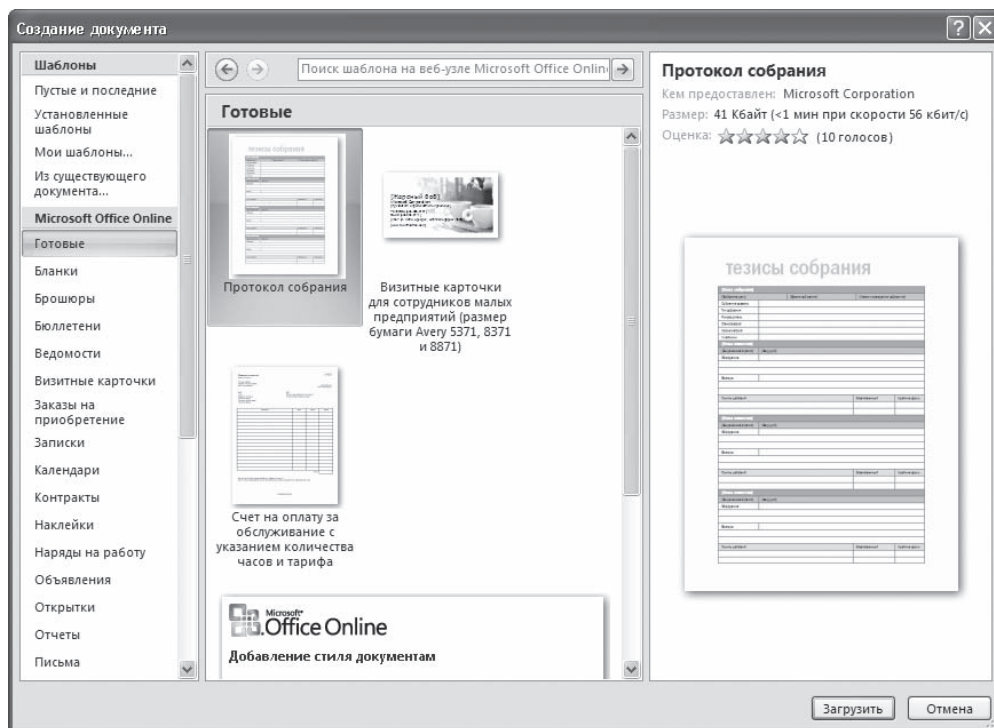 Создание документа
Шаблоны
Пустые и последние
Установленные
шаблоны
Мои шаблоны...
Из существующего
документа...
Microsoft Office Online
Готовые
Бланки
Брошюры
Бюллетени
Ведомости
Визитные карточки
Заказы на
приобретение
Записки
Календари
Контракты
Наклейки
Наряды на работу
Объявления
Открытки
Отчеты
Письма
Поиск шаблона на веб-узле Microsoft Office Onlin
Готовые
тезисы собрания
Протокол собрания
Визитные карточки
для сотрудников малых
предприятий (размер
бумаги Avery 5371, 8371
и 8871)
Счет на оплату за
обслуживание с
указанием количества
часов и тарифа
Microsoft
Office Online
Добавление стиля документам
Протокол собрания
Кем предоставлен: Microsoft Corporation
Размер: 41 Кбайт (<1 мин при скорости 56 кбит/с)
Оценка: (10 голосов)
тезисы собрания
Загрузить
Отмена